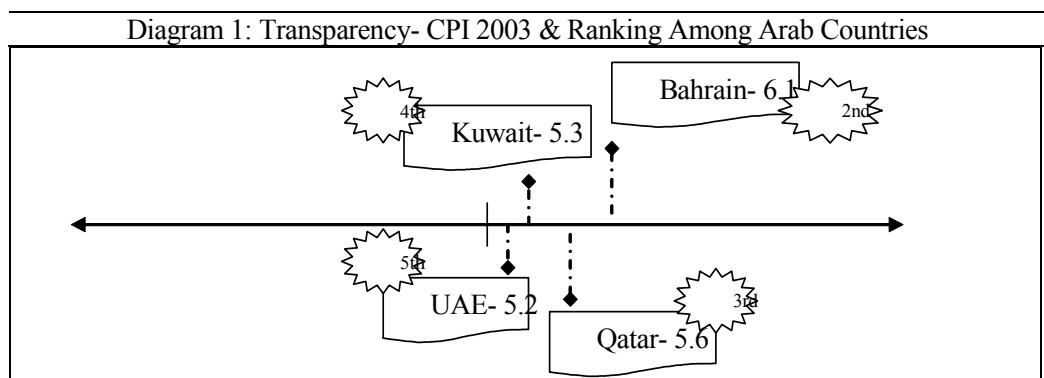 Diagram 1: Transparency- CPI 2003 & Ranking Among Arab Countries
Bahrain- 6.1
2nd
4th
Kuwait- 5.3
5th
UAE- 5.2
3rd
Qatar- 5.6